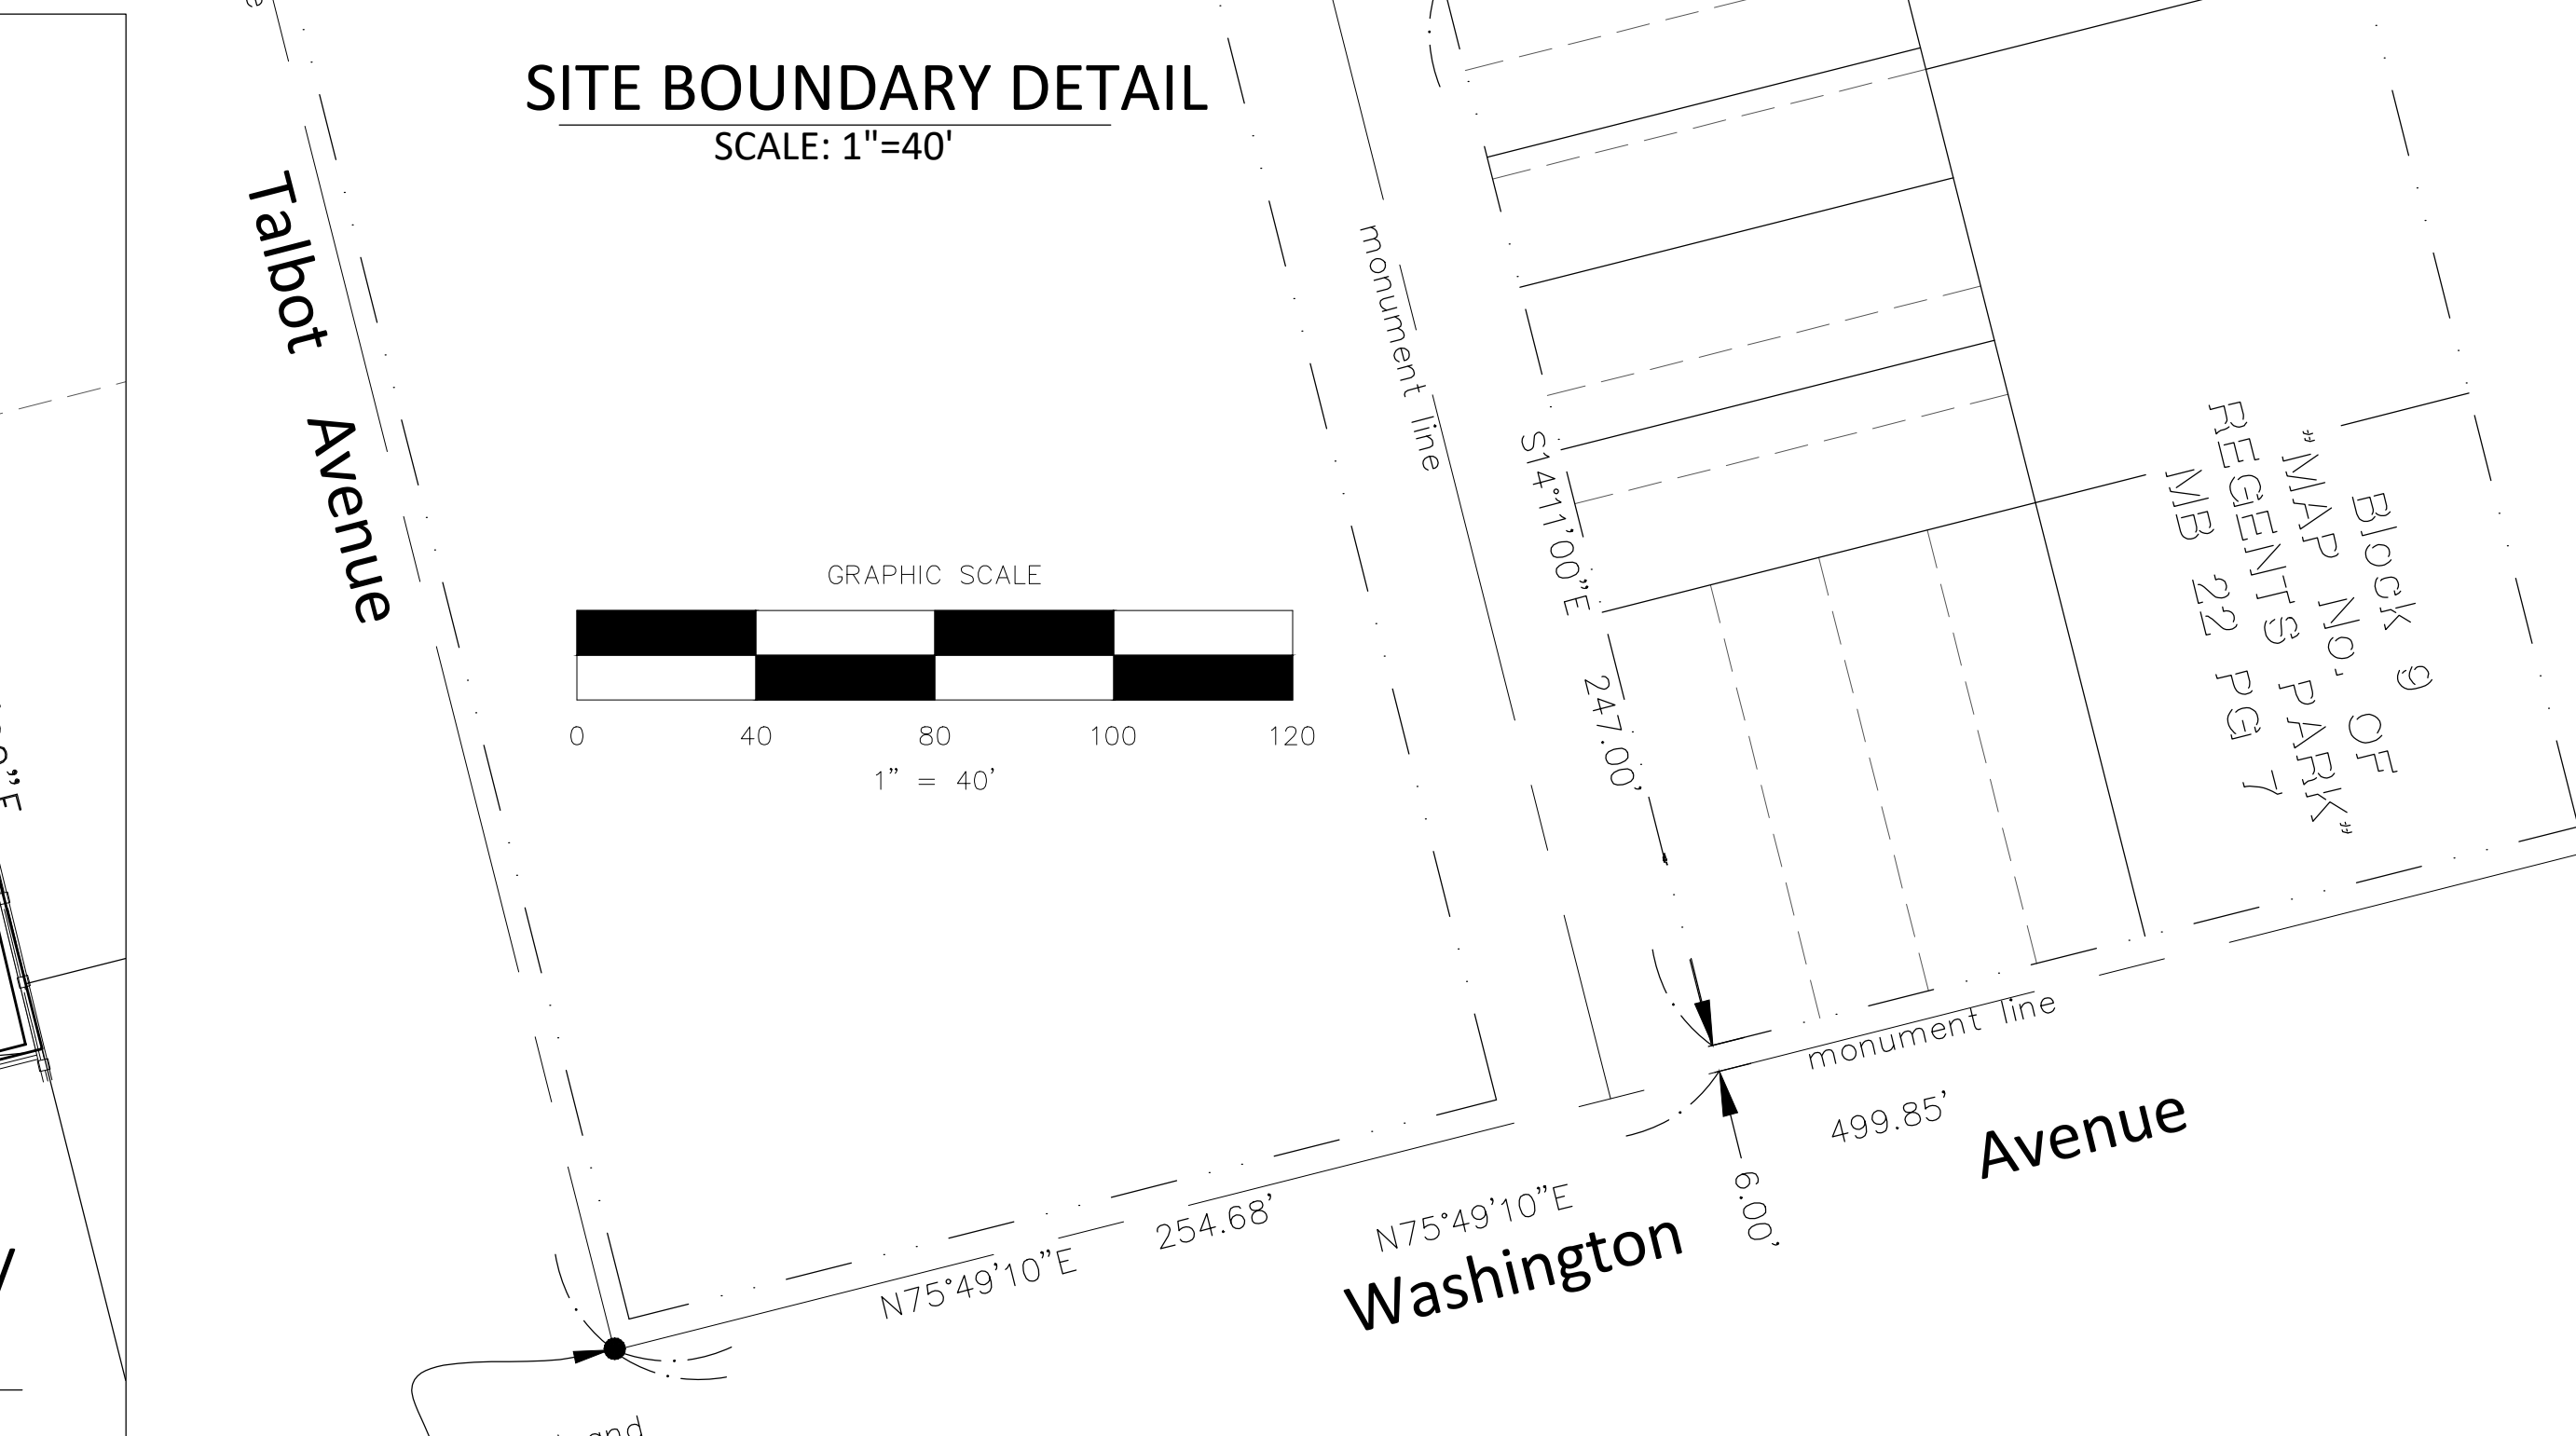 SITE BOUNDARY DETAIL
SCALE: 1"=40'
Talbot Avenue
monument line
S14°11'00"E 247.00'
GRAPHIC SCALE
0 40 80 100 120
1" = 40'
Block 9
"MAP No. OF
REGENTS PARK"
MB 22 PG 7
monument line
499.85'
6.00'
N75°49'10"E 254.68'
N75°49'10"E
Washington Avenue
and